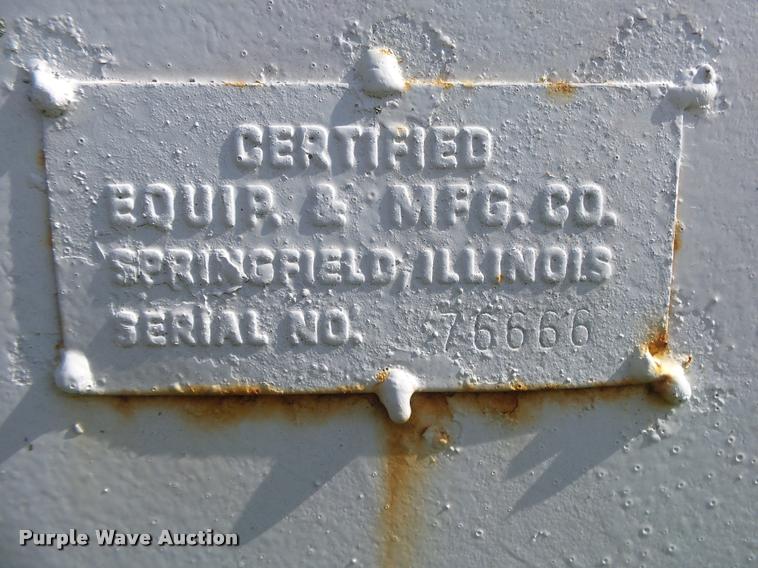 CERTIFIED
EQUIP. & MFG. CO.
SPRINGFIELD, ILLINOIS
SERIAL NO. 76666
Purple Wave Auction